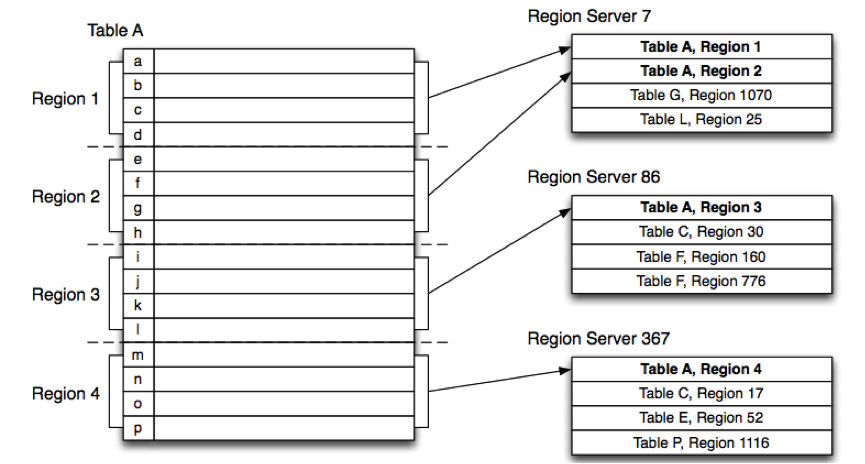 Table A
Region 1
a
b
c
d
Region 2
e
f
g
h
Region 3
i
j
k
l
Region 4
m
n
o
p
Region Server 7
Table A, Region 1
Table A, Region 2
Table G, Region 1070
Table L, Region 25
Region Server 86
Table A, Region 3
Table C, Region 30
Table F, Region 160
Table F, Region 776
Region Server 367
Table A, Region 4
Table C, Region 17
Table E, Region 52
Table P, Region 1116